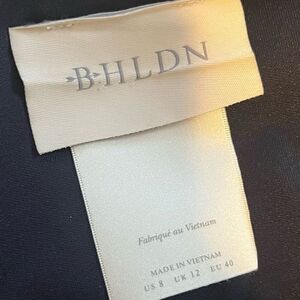 BHLDN
Fabriqué au Vietnam
MADE IN VIETNAM
US 8 UK 12 EU 40